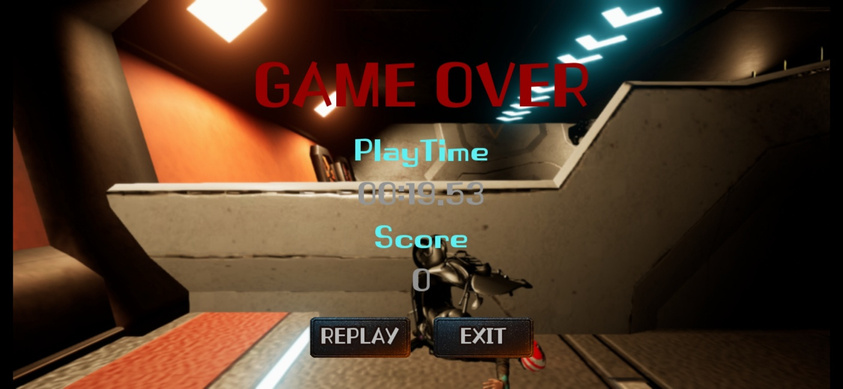 GAME OVER
PlayTime
00:19.53
Score
0
REPLAY EXIT